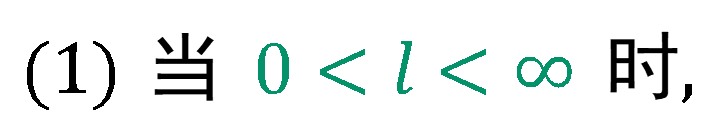 (1) 当 0 < l < ∞ 时,